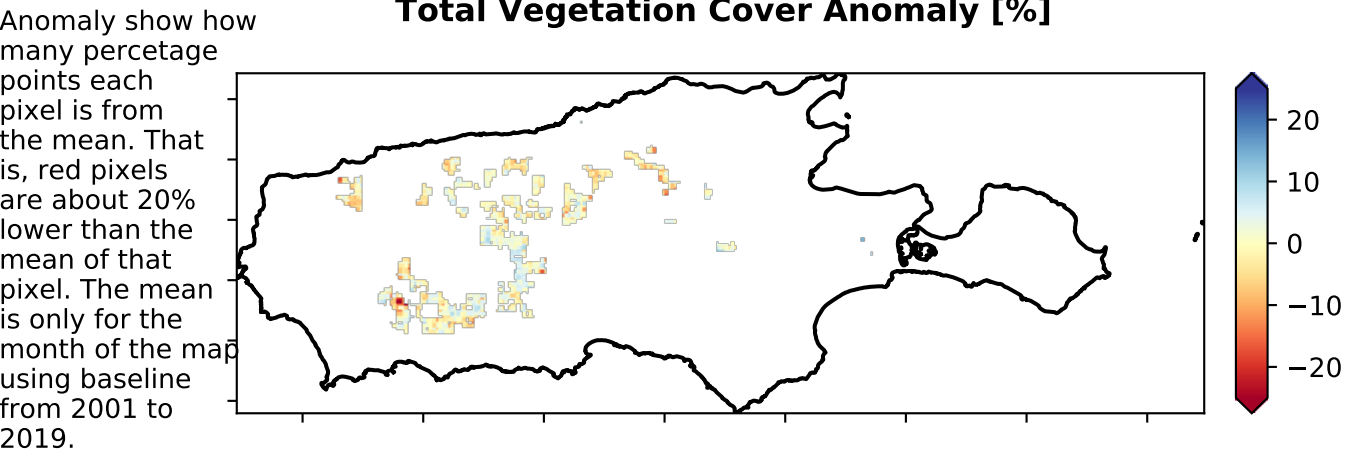 Total Vegetation Cover Anomaly [%]
Anomaly show how
many percetage
points each
pixel is from
the mean. That
is, red pixels
are about 20%
lower than the
mean of that
pixel. The mean
is only for the
month of the map
using baseline
from 2001 to
2019.
20
10
0
−10
−20